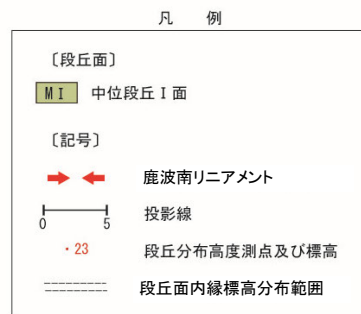 凡 例
〔段丘面〕
MⅠ 中位段丘Ⅰ面
〔記号〕
鹿波南リニアメント
0 5 投影線
・23 段丘分布高度測点及び標高
段丘面内縁標高分布範囲